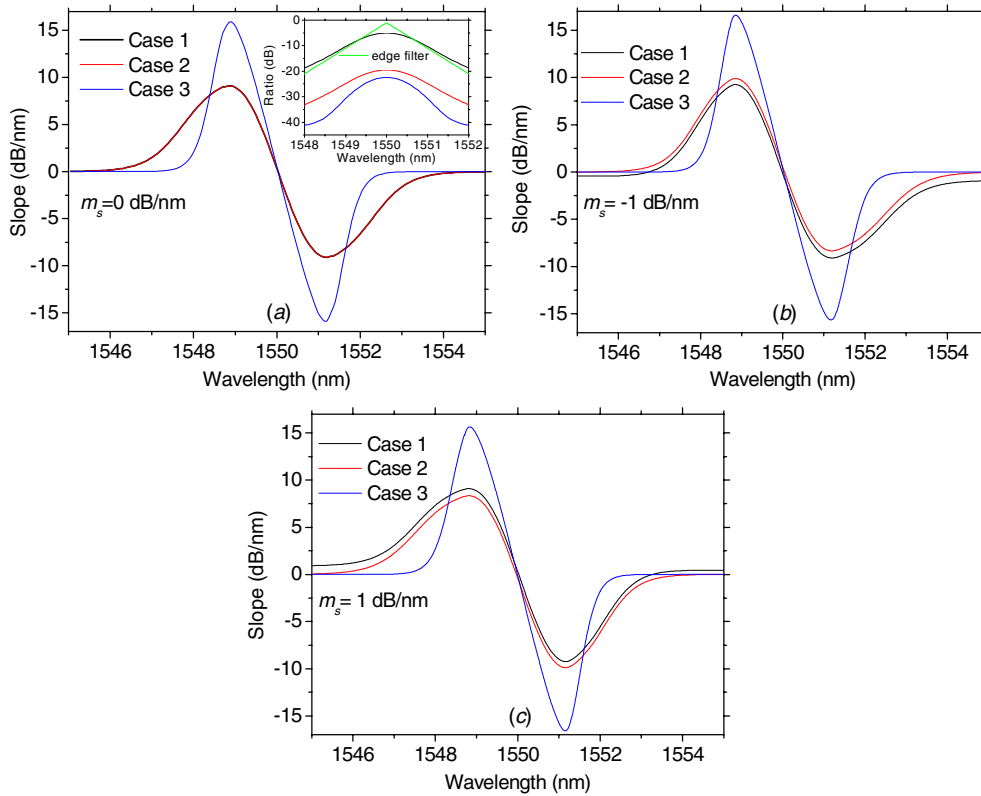 15
10
5
0
-5
-10
-15
Slope (dB/nm)
Case 1
Case 2
Case 3
m_s=0 dB/nm
(a)
1546 1548 1550 1552 1554
Wavelength (nm)
0
-10
-20
-30
-40
Ratio (dB)
edge filter
1548 1549 1550 1551 1552
Wavelength (nm)
15
10
5
0
-5
-10
-15
Slope (dB/nm)
Case 1
Case 2
Case 3
m_s= -1 dB/nm
(b)
1546 1548 1550 1552 1554
Wavelength (nm)
15
10
5
0
-5
-10
-15
Slope (dB/nm)
Case 1
Case 2
Case 3
m_s= 1 dB/nm
(c)
1546 1548 1550 1552 1554
Wavelength (nm)